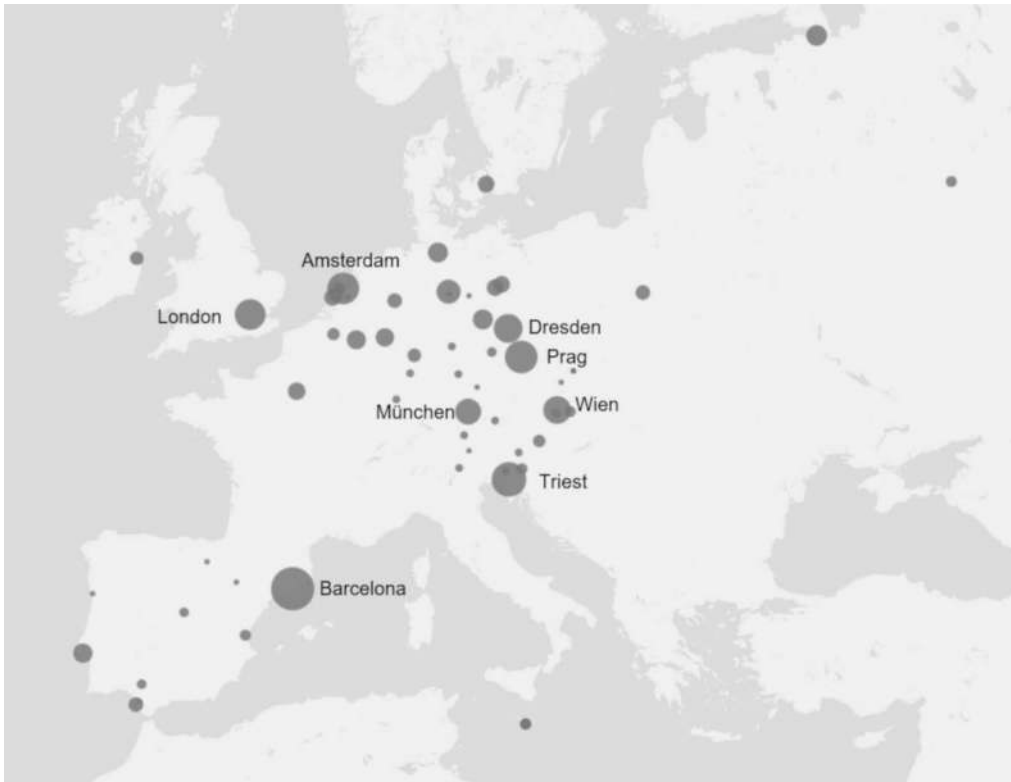 Amsterdam
London
Dresden
Prag
München
Wien
Triest
Barcelona